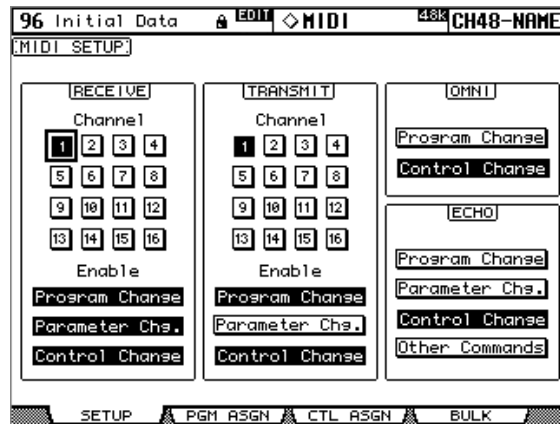 96 Initial Data EDIT ◇MIDI 48k CH48-NAME
MIDI SETUP
RECEIVE
Channel
1 2 3 4
5 6 7 8
9 10 11 12
13 14 15 16
Enable
Program Change
Parameter Chg.
Control Change
TRANSMIT
Channel
1 2 3 4
5 6 7 8
9 10 11 12
13 14 15 16
Enable
Program Change
Parameter Chg.
Control Change
OMNI
Program Change
Control Change
ECHO
Program Change
Parameter Chg.
Control Change
Other Commands
SETUP PGM ASGN CTL ASGN BULK